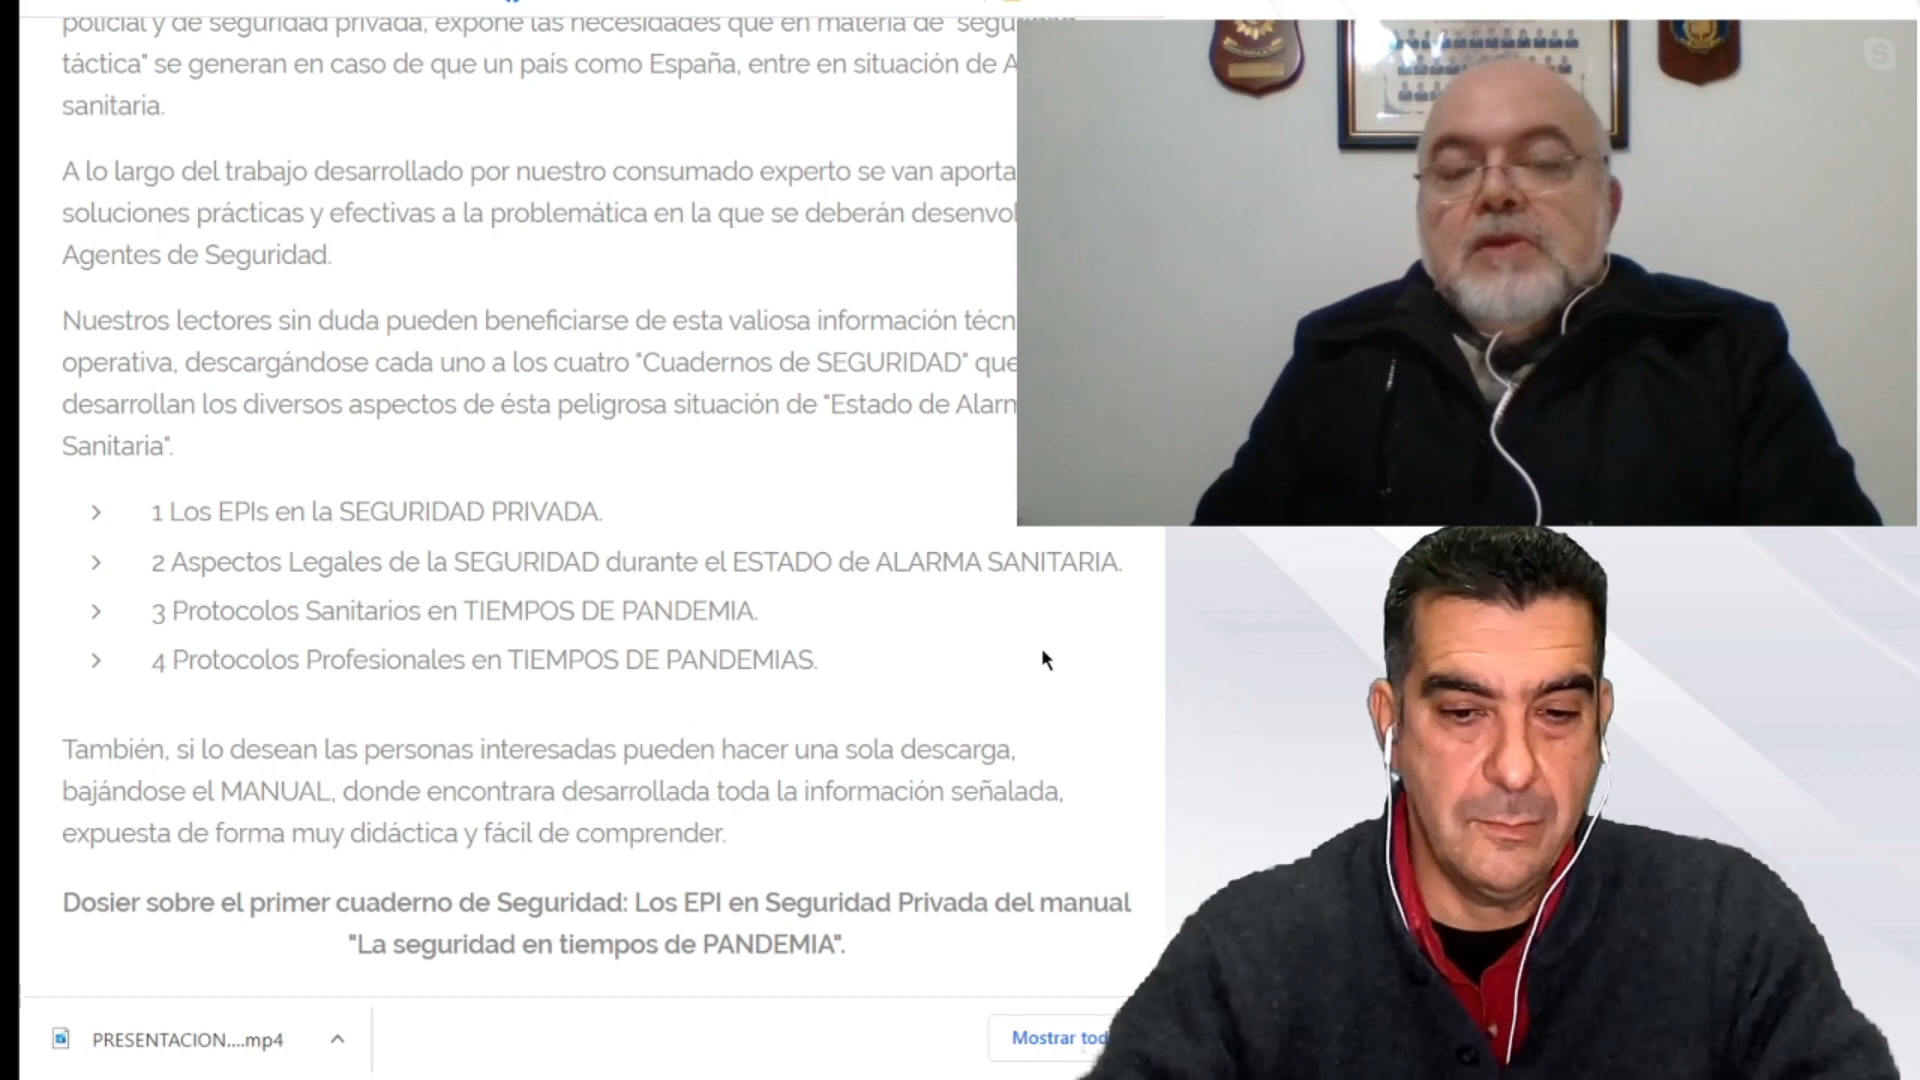 policial y de seguridad privada, expone las necesidades que en materia de "segu
táctica" se generan en caso de que un país como España, entre en situación de A
sanitaria.
A lo largo del trabajo desarrollado por nuestro consumado experto se van aporta
soluciones prácticas y efectivas a la problemática en la que se deberán desenvol
Agentes de Seguridad.
Nuestros lectores sin duda pueden beneficiarse de esta valiosa información técn
operativa, descargándose cada uno a los cuatro "Cuadernos de SEGURIDAD" que
desarrollan los diversos aspectos de ésta peligrosa situación de "Estado de Alarm
Sanitaria".
1 Los EPIs en la SEGURIDAD PRIVADA.
2 Aspectos Legales de la SEGURIDAD durante el ESTADO de ALARMA SANITARIA.
3 Protocolos Sanitarios en TIEMPOS DE PANDEMIA.
4 Protocolos Profesionales en TIEMPOS DE PANDEMIAS.
También, si lo desean las personas interesadas pueden hacer una sola descarga,
bajándose el MANUAL, donde encontrara desarrollada toda la información señalada,
expuesta de forma muy didáctica y fácil de comprender.
Dosier sobre el primer cuaderno de Seguridad: Los EPI en Seguridad Privada del manual
"La seguridad en tiempos de PANDEMIA".
PRESENTACION....mp4
Mostrar tod